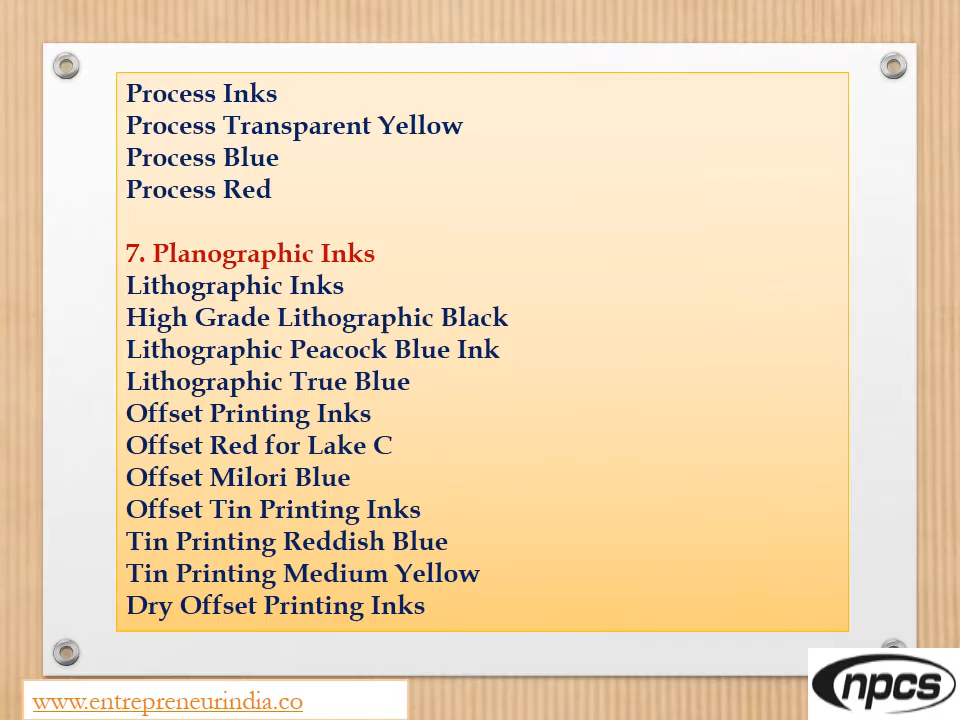 Process Inks
Process Transparent Yellow
Process Blue
Process Red
7. Planographic Inks
Lithographic Inks
High Grade Lithographic Black
Lithographic Peacock Blue Ink
Lithographic True Blue
Offset Printing Inks
Offset Red for Lake C
Offset Milori Blue
Offset Tin Printing Inks
Tin Printing Reddish Blue
Tin Printing Medium Yellow
Dry Offset Printing Inks
www.entrepreneurindia.co
npcs